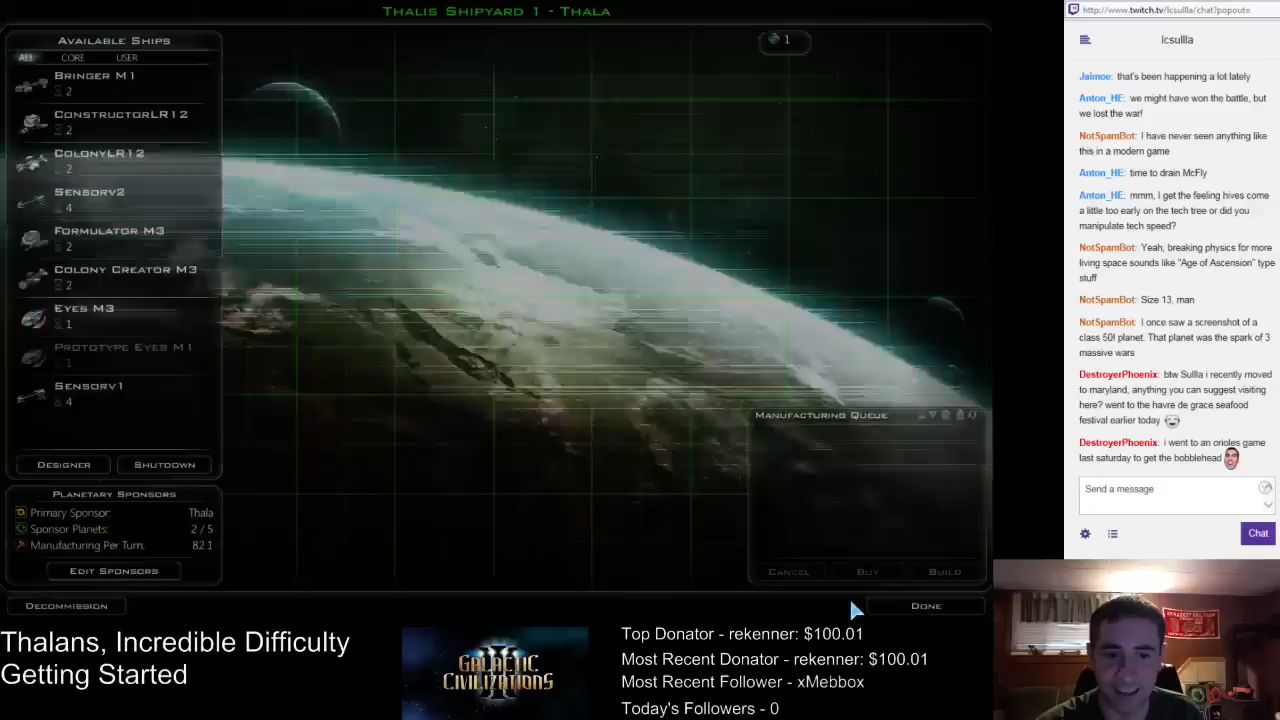 Thalis Shipyard 1 - Thala
Available Ships
All Core User
Bringer M1
2
ConstructorLR12
2
ColonyLR12
2
SensorV2
4
Formulator M3
2
Colony Creator M3
2
Eyes M3
1
Prototype Eyes M1
1
SensorV1
4
Designer Shutdown
Planetary Sponsors
Primary Sponsor: Thala
Sponsor Planets: 2 / 5
Manufacturing Per Turn: 82.1
Edit Sponsors
Decommission
1
Manufacturing Queue
Cancel Buy Build
Done
http://www.twitch.tv/lcsullla/chat?popout=
lcsullla
Jaimoe: that's been happening a lot lately
Anton_HE: we might have won the battle, but
we lost the war!
NotSpamBot: I have never seen anything like
this in a modern game
Anton_HE: time to drain McFly
Anton_HE: mmm, I get the feeling hives come
a little too early on the tech tree or did you
manipulate tech speed?
NotSpamBot: Yeah, breaking physics for more
living space sounds like "Age of Ascension" type
stuff
NotSpamBot: Size 13, man
NotSpamBot: I once saw a screenshot of a
class 50! planet. That planet was the spark of 3
massive wars
DestroyerPhoenix: btw Sullla i recently moved
to maryland, anything you can suggest visiting
here? went to the havre de grace seafood
festival earlier today
DestroyerPhoenix: i went to an orioles game
last saturday to get the bobblehead
Send a message
Chat
Thalans, Incredible Difficulty
Getting Started
Galactic
Civilizations
III
Top Donator - rekenner: $100.01
Most Recent Donator - rekenner: $100.01
Most Recent Follower - xMebbox
Today's Followers - 0